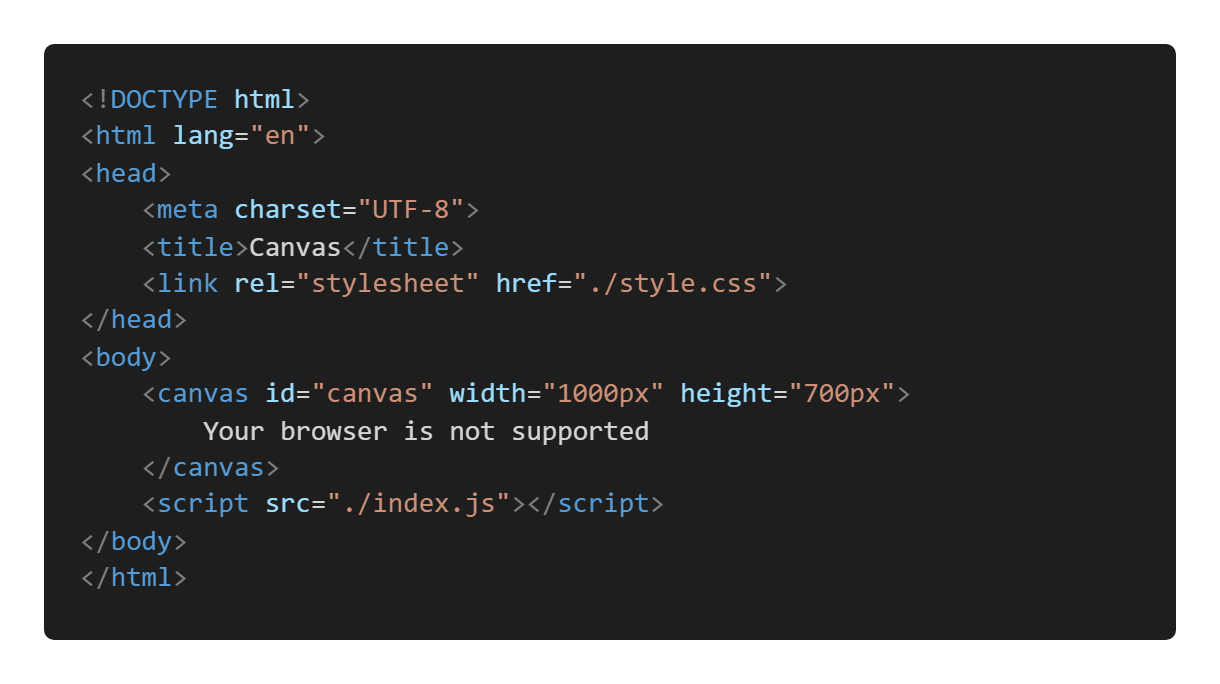 <!DOCTYPE html>
<html lang="en">
<head>
    <meta charset="UTF-8">
    <title>Canvas</title>
    <link rel="stylesheet" href="./style.css">
</head>
<body>
    <canvas id="canvas" width="1000px" height="700px">
        Your browser is not supported
    </canvas>
    <script src="./index.js"></script>
</body>
</html>